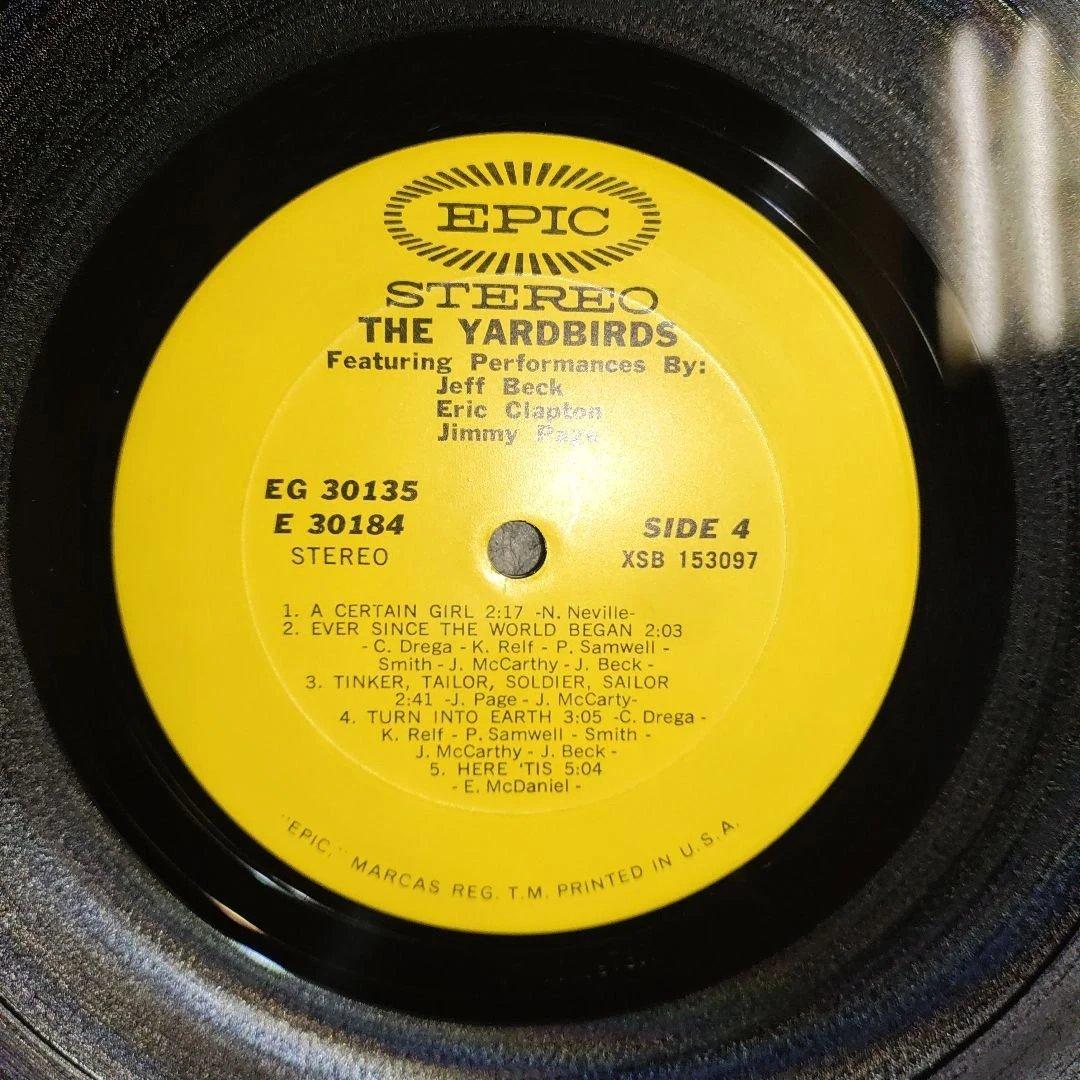 EPIC
STEREO
THE YARDBIRDS
Featuring Performances By:
Jeff Beck
Eric Clapton
Jimmy Page
EG 30135
E 30184
STEREO
SIDE 4
XSB 153097
1. A CERTAIN GIRL 2:17 -N. Neville-
2. EVER SINCE THE WORLD BEGAN 2:03
- C. Drega - K. Relf - P. Samwell -
Smith - J. McCarthy - J. Beck -
3. TINKER, TAILOR, SOLDIER, SAILOR
2:41 -J. Page - J. McCarty-
4. TURN INTO EARTH 3:05 -C. Drega -
K. Relf - P. Samwell - Smith -
J. McCarthy - J. Beck -
5. HERE 'TIS 5:04
- E. McDaniel -
"EPIC," MARCAS REG. T.M. PRINTED IN U.S.A.